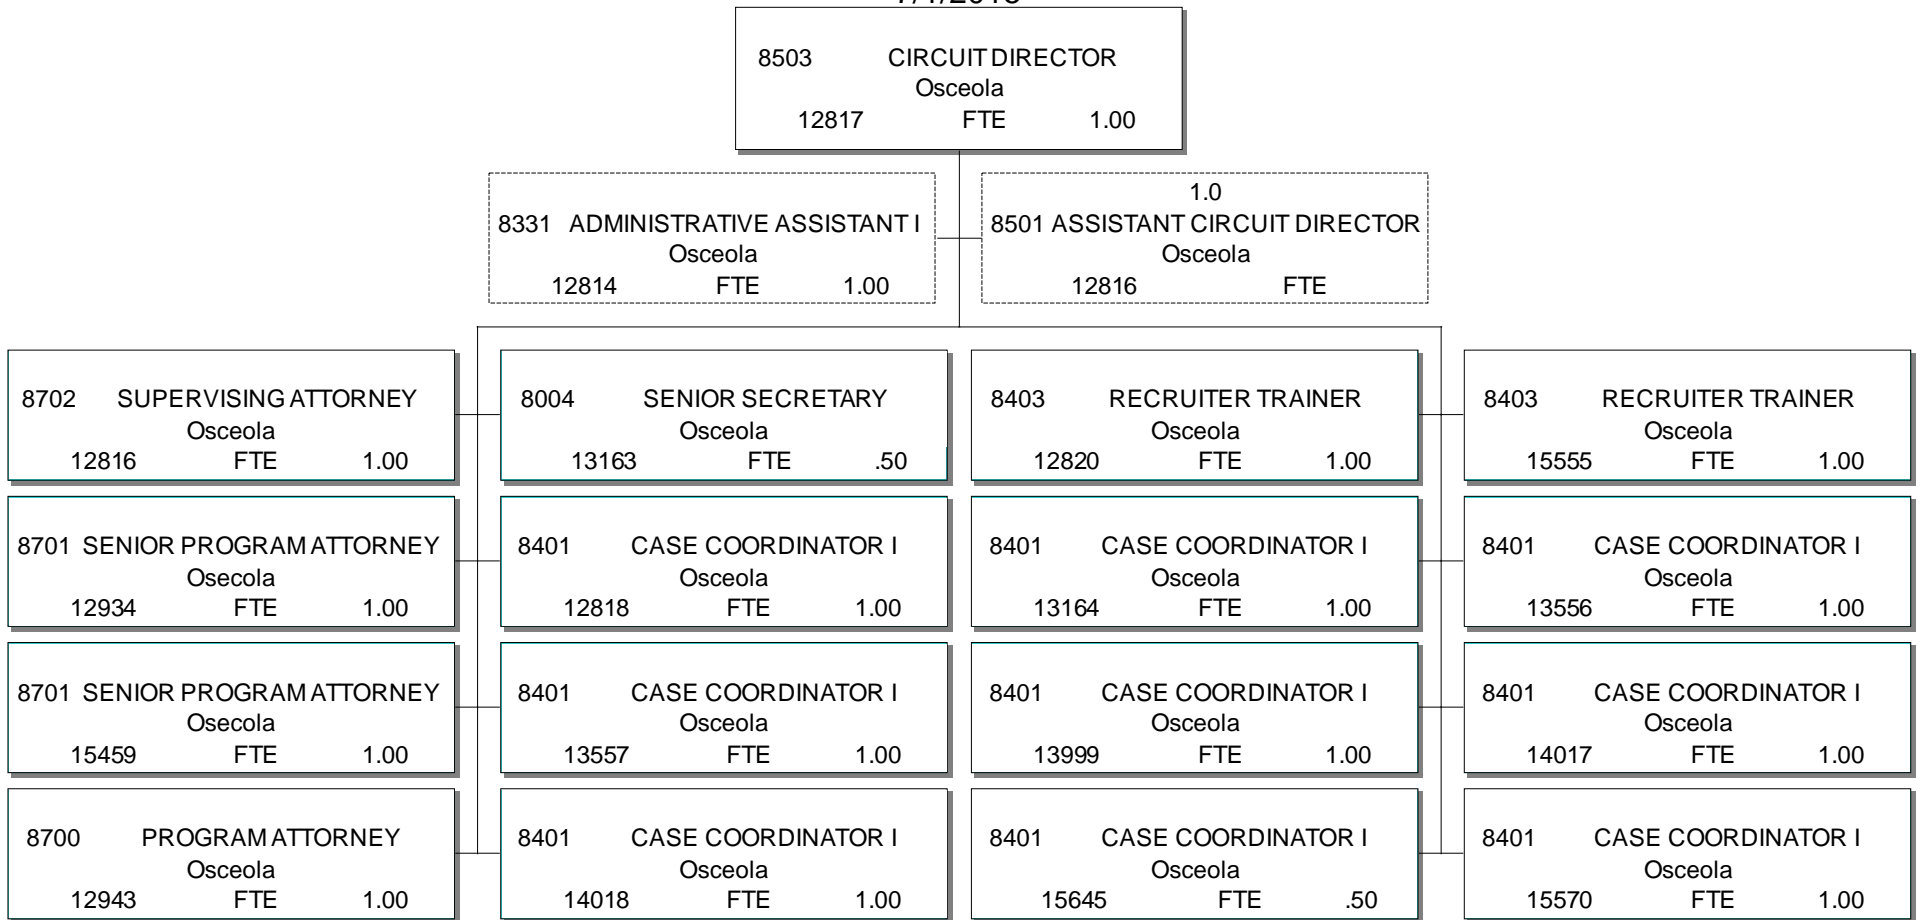 8503 CIRCUIT DIRECTOR
Osceola
12817 FTE 1.00
8331 ADMINISTRATIVE ASSISTANT I
Osceola
12814 FTE 1.00
1.0
8501 ASSISTANT CIRCUIT DIRECTOR
Osceola
12816 FTE
8702 SUPERVISING ATTORNEY
Osceola
12816 FTE 1.00
8004 SENIOR SECRETARY
Osceola
13163 FTE .50
8403 RECRUITER TRAINER
Osceola
12820 FTE 1.00
8403 RECRUITER TRAINER
Osceola
15555 FTE 1.00
8701 SENIOR PROGRAM ATTORNEY
Osecola
12934 FTE 1.00
8401 CASE COORDINATOR I
Osceola
12818 FTE 1.00
8401 CASE COORDINATOR I
Osceola
13164 FTE 1.00
8401 CASE COORDINATOR I
Osceola
13556 FTE 1.00
8701 SENIOR PROGRAM ATTORNEY
Osecola
15459 FTE 1.00
8401 CASE COORDINATOR I
Osceola
13557 FTE 1.00
8401 CASE COORDINATOR I
Osceola
13999 FTE 1.00
8401 CASE COORDINATOR I
Osceola
14017 FTE 1.00
8700 PROGRAM ATTORNEY
Osceola
12943 FTE 1.00
8401 CASE COORDINATOR I
Osceola
14018 FTE 1.00
8401 CASE COORDINATOR I
Osceola
15645 FTE .50
8401 CASE COORDINATOR I
Osceola
15570 FTE 1.00